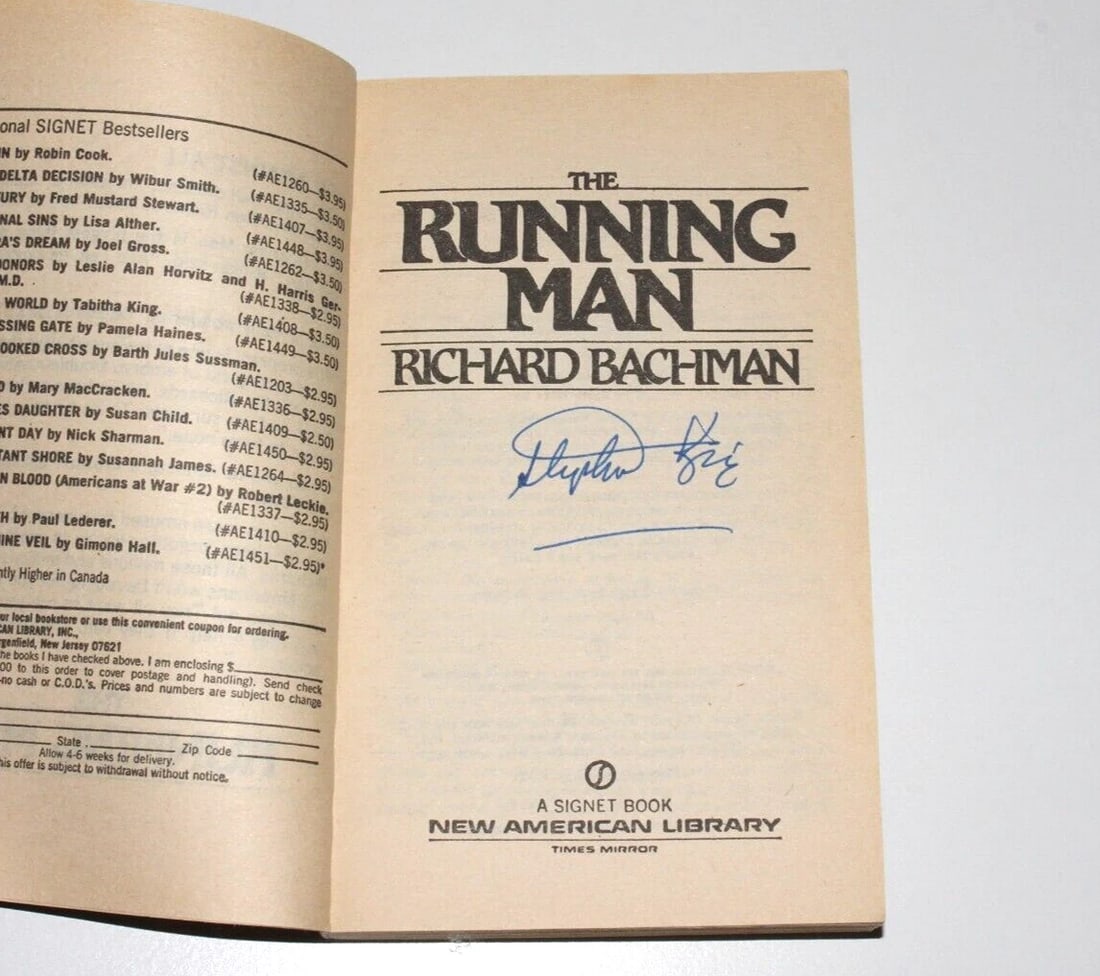 onal SIGNET Bestsellers
N by Robin Cook. (#AE1260—$3.95)
DELTA DECISION by Wibur Smith. (#AE1335—$3.50)
URY by Fred Mustard Stewart. (#AE1407—$3.95)
NAL SINS by Lisa Alther. (#AE1448—$3.95)
A'S DREAM by Joel Gross. (#AE1262—$3.50)
DONORS by Leslie Alan Horvitz and H. Harris Ger-
M.D. (#AE1338—$2.95)
WORLD by Tabitha King. (#AE1408—$3.50)
SSING GATE by Pamela Haines. (#AE1449—$3.50)
OOKED CROSS by Barth Jules Sussman.
(#AE1203—$2.95)
D by Mary MacCracken. (#AE1336—$2.95)
ES DAUGHTER by Susan Child. (#AE1409—$2.50)
NT DAY by Nick Sharman. (#AE1450—$2.95)
TANT SHORE by Susannah James. (#AE1264—$2.95)
N BLOOD (Americans at War #2) by Robert Leckie.
(#AE1337—$2.95)
H by Paul Lederer. (#AE1410—$2.95)
INE VEIL by Gimone Hall. (#AE1451—$2.95)*
ntly Higher in Canada
ur local bookstore or use this convenient coupon for ordering.
CAN LIBRARY, INC.,
rgenfield, New Jersey 07621
he books I have checked above. I am enclosing $
00 to this order to cover postage and handling). Send check
—no cash or C.O.D.'s. Prices and numbers are subject to change
State Zip Code
Allow 4-6 weeks for delivery.
his offer is subject to withdrawal without notice.
THE
RUNNING
MAN
RICHARD BACHMAN
Stephen King
A SIGNET BOOK
NEW AMERICAN LIBRARY
TIMES MIRROR